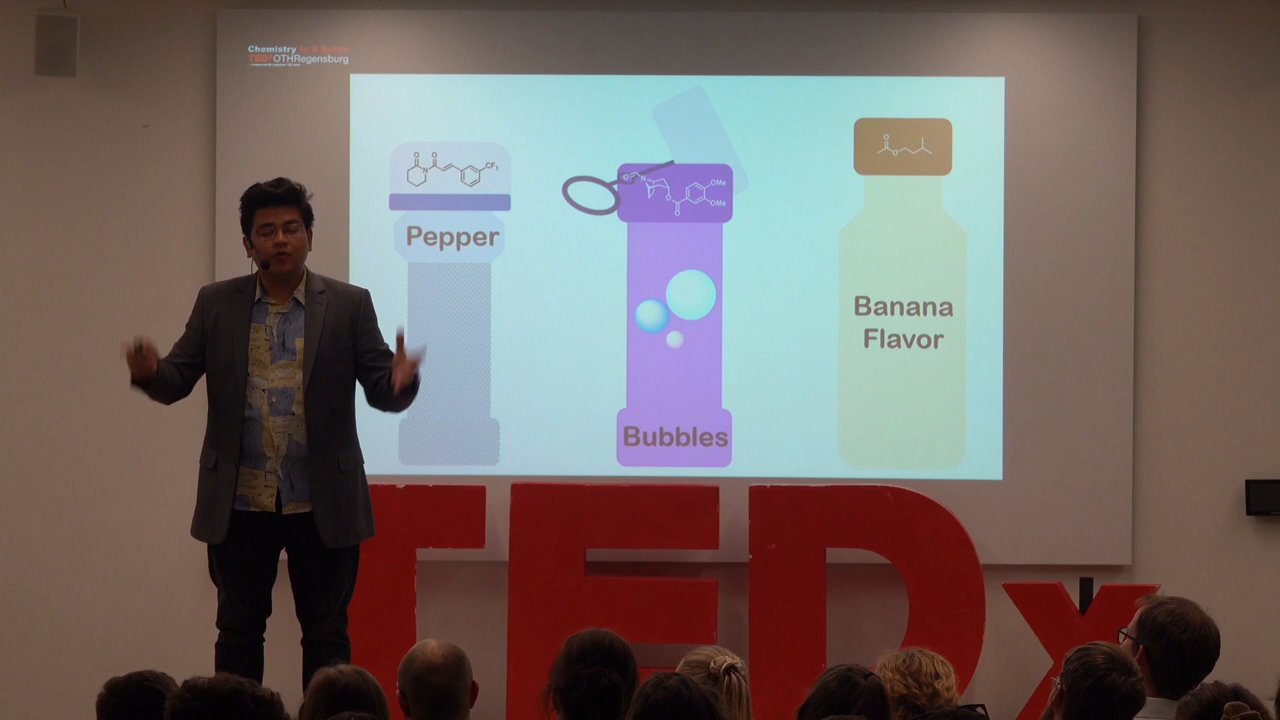 Chemistry
TEDxOTHRegensburg
O
O
N
CF3
Pepper
O
N
OMe
OMe
O
O
Bubbles
O
O
Banana
Flavor
TEDx